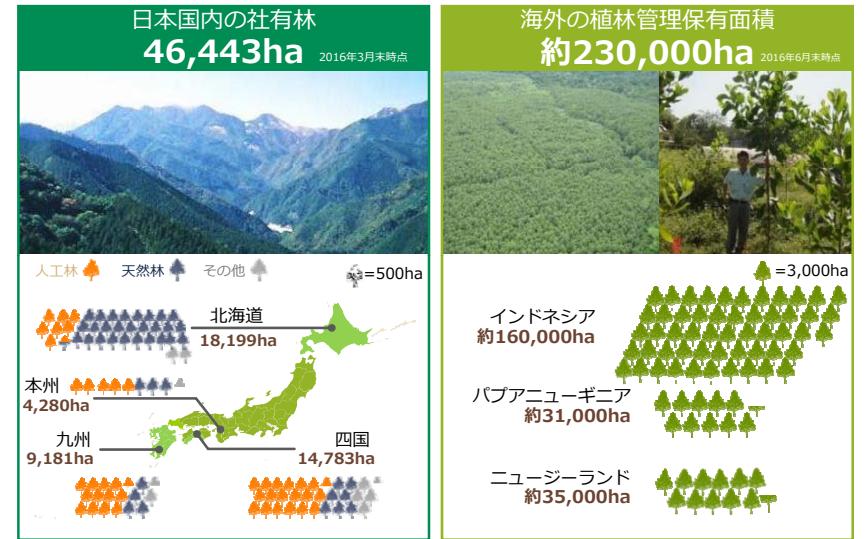 日本国内の社有林
46,443ha 2016年3月末時点
人工林 天然林 その他
=500ha
北海道
18,199ha
本州
4,280ha
九州
9,181ha
四国
14,783ha
海外の植林管理保有面積
約230,000ha 2016年6月末時点
=3,000ha
インドネシア
約160,000ha
パプアニューギニア
約31,000ha
ニュージーランド
約35,000ha